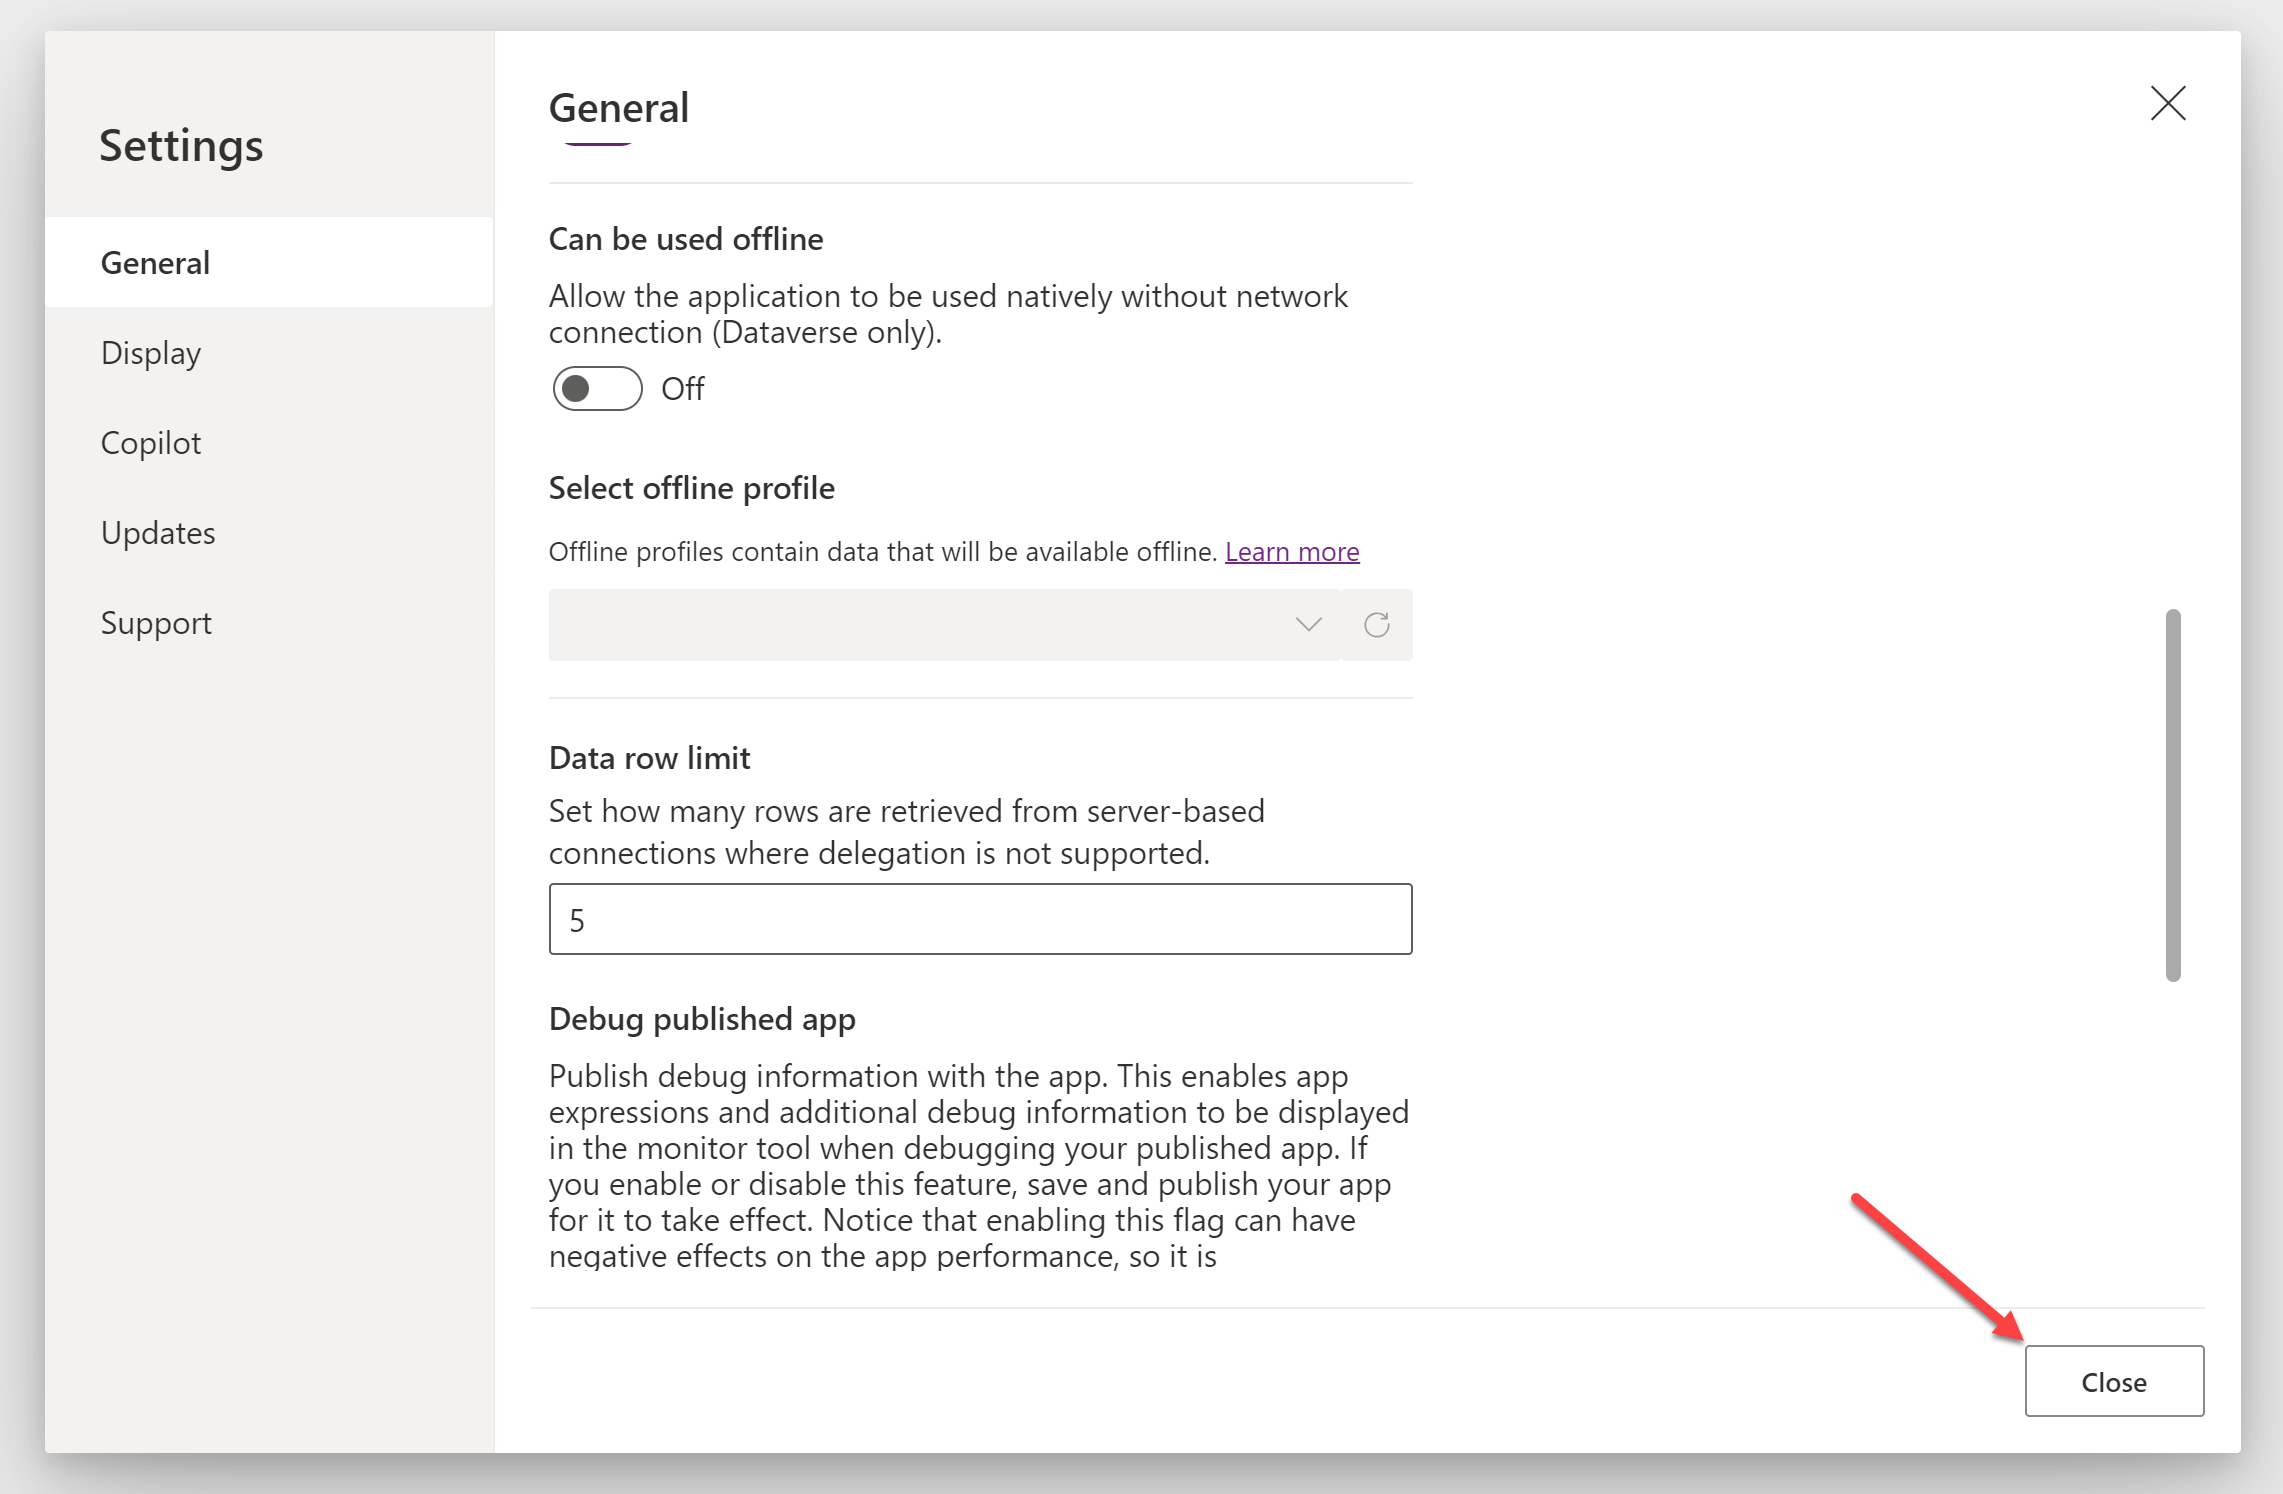 Settings
General
Display
Copilot
Updates
Support
General
Can be used offline
Allow the application to be used natively without network
connection (Dataverse only).
Off
Select offline profile
Offline profiles contain data that will be available offline. Learn more
Data row limit
Set how many rows are retrieved from server-based
connections where delegation is not supported.
5
Debug published app
Publish debug information with the app. This enables app
expressions and additional debug information to be displayed
in the monitor tool when debugging your published app. If
you enable or disable this feature, save and publish your app
for it to take effect. Notice that enabling this flag can have
negative effects on the app performance, so it is
Close